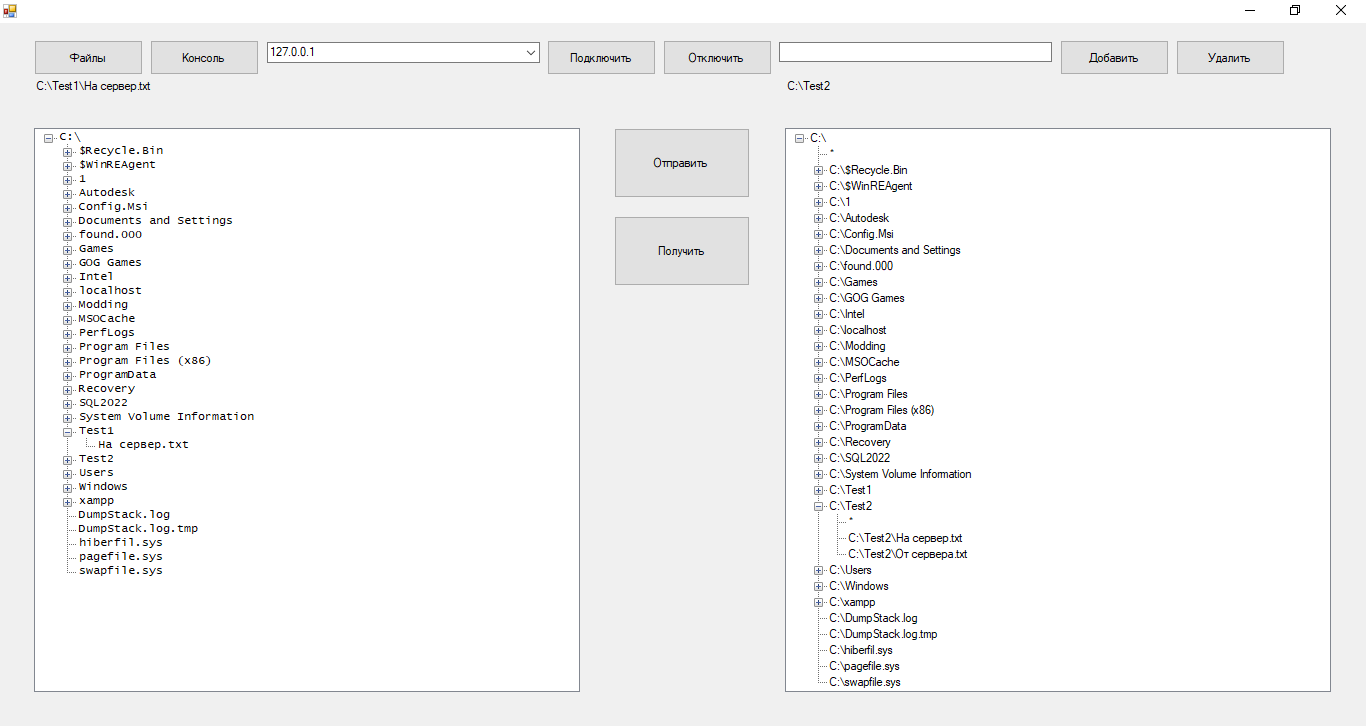 Файлы
Консоль
127.0.0.1
Подключить
Отключить
Добавить
Удалить
C:\Test1\На сервер.txt
C:\Test2
C:\
$Recycle.Bin
$WinREAgent
1
Autodesk
Config.Msi
Documents and Settings
found.000
Games
GOG Games
Intel
localhost
Modding
MSOCache
PerfLogs
Program Files
Program Files (x86)
ProgramData
Recovery
SQL2022
System Volume Information
Test1
На сервер.txt
Test2
Users
Windows
xampp
DumpStack.log
DumpStack.log.tmp
hiberfil.sys
pagefile.sys
swapfile.sys
Отправить
Получить
C:\
*
C:\$Recycle.Bin
C:\$WinREAgent
C:\1
C:\Autodesk
C:\Config.Msi
C:\Documents and Settings
C:\found.000
C:\Games
C:\GOG Games
C:\Intel
C:\localhost
C:\Modding
C:\MSOCache
C:\PerfLogs
C:\Program Files
C:\Program Files (x86)
C:\ProgramData
C:\Recovery
C:\SQL2022
C:\System Volume Information
C:\Test1
C:\Test2
*
C:\Test2\На сервер.txt
C:\Test2\От сервера.txt
C:\Users
C:\Windows
C:\xampp
C:\DumpStack.log
C:\DumpStack.log.tmp
C:\hiberfil.sys
C:\pagefile.sys
C:\swapfile.sys